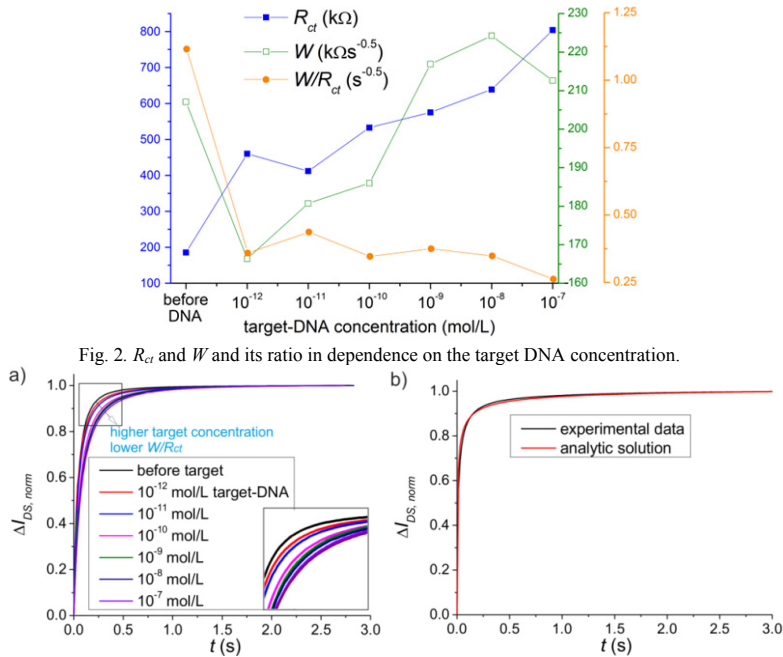 R_ct (kΩ)
W (kΩs^-0.5)
W/R_ct (s^-0.5)
800
700
600
500
400
300
200
100
230
220
210
200
190
180
170
160
1.25
1.00
0.75
0.50
0.25
before DNA 10^-12 10^-11 10^-10 10^-9 10^-8 10^-7
target-DNA concentration (mol/L)
Fig. 2. R_ct and W and its ratio in dependence on the target DNA concentration.
a)
ΔI_DS, norm
1.0
0.8
0.6
0.4
0.2
0.0
higher target concentration
lower W/R_ct
before target
10^-12 mol/L target-DNA
10^-11 mol/L
10^-10 mol/L
10^-9 mol/L
10^-8 mol/L
10^-7 mol/L
0.0 0.5 1.0 1.5 2.0 2.5 3.0
t (s)
b)
ΔI_DS, norm
1.0
0.8
0.6
0.4
0.2
0.0
experimental data
analytic solution
0.0 0.5 1.0 1.5 2.0 2.5 3.0
t (s)